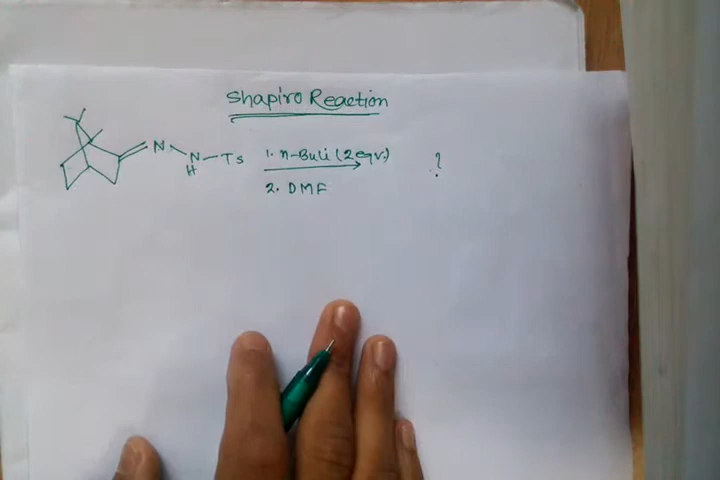 Shapiro Reaction
N
N-Ts
H
1. n-Buli (2eqv.)
2. DMF
?